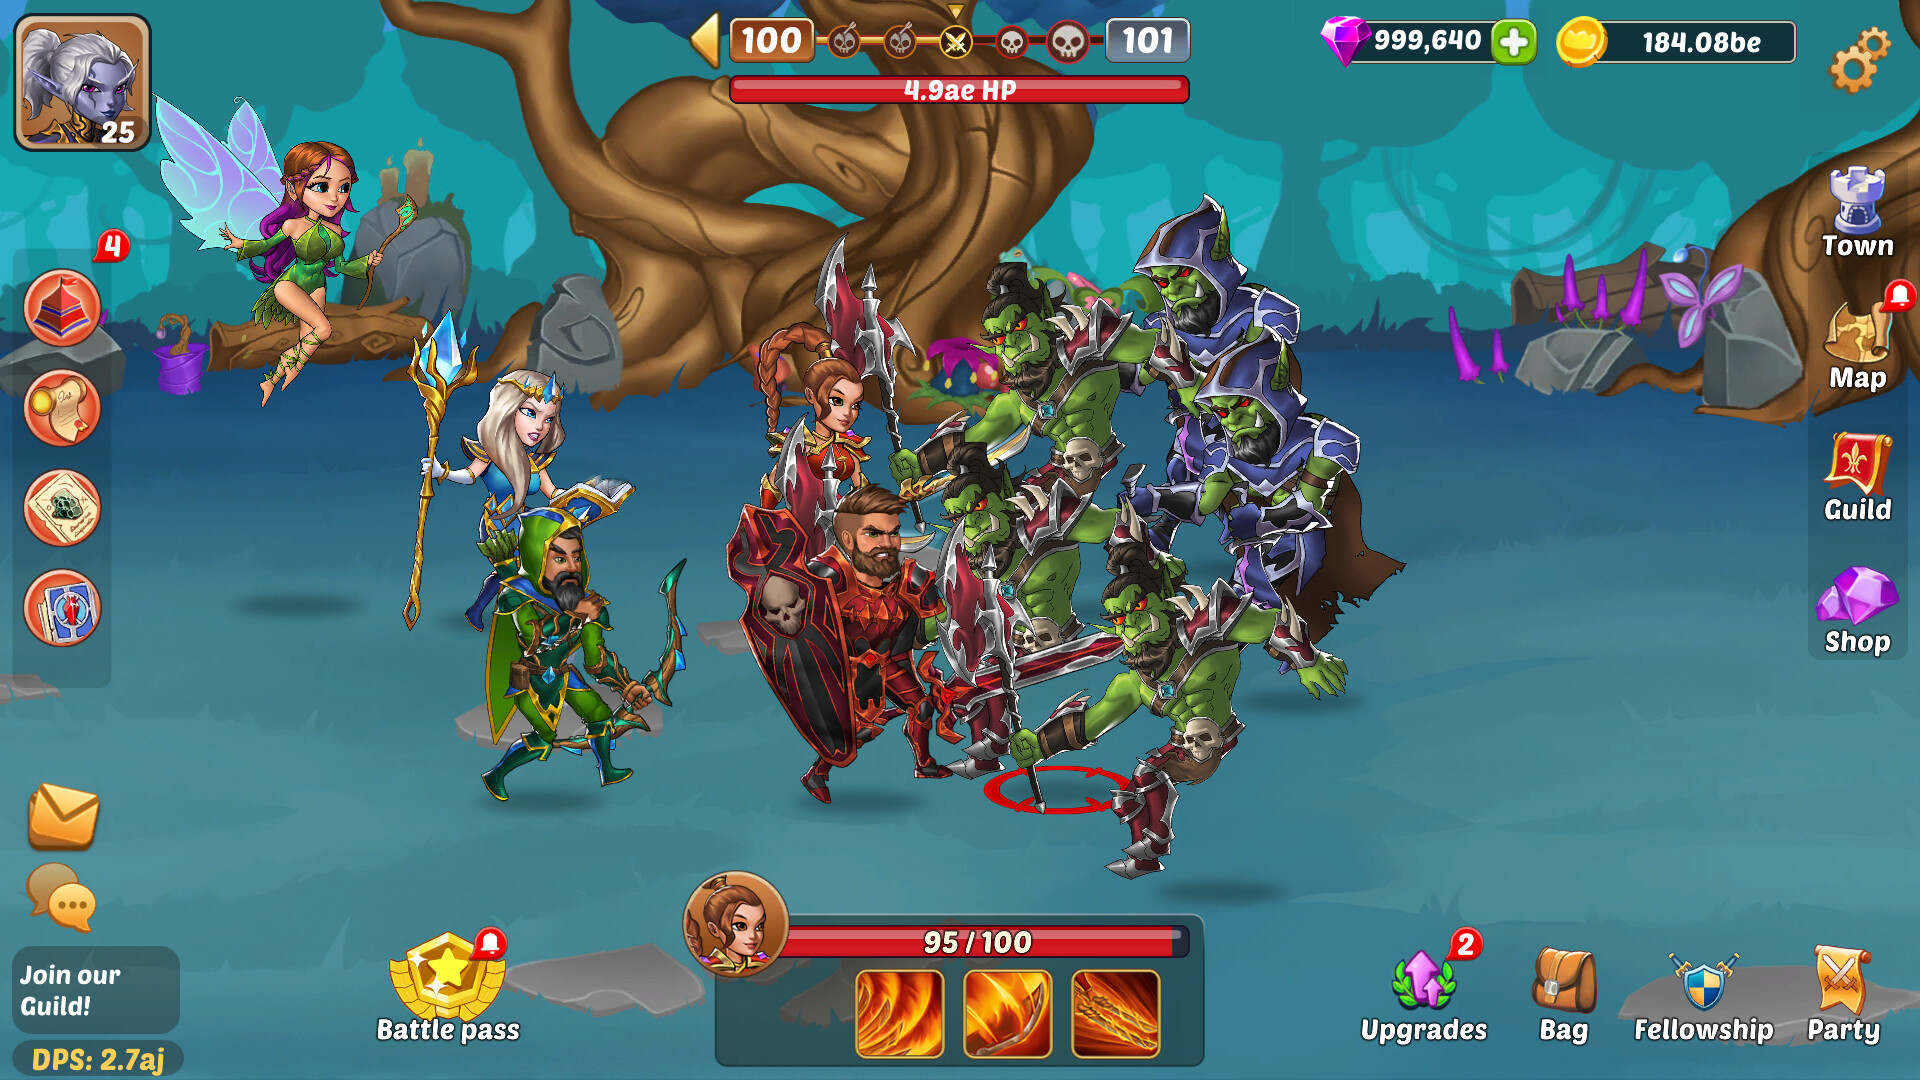 25
100
101
4.9ae HP
999,640
184.08be
4
Town
Map
Guild
Shop
Join our
Guild!
DPS: 2.7aj
Battle pass
95 / 100
2
Upgrades
Bag
Fellowship
Party